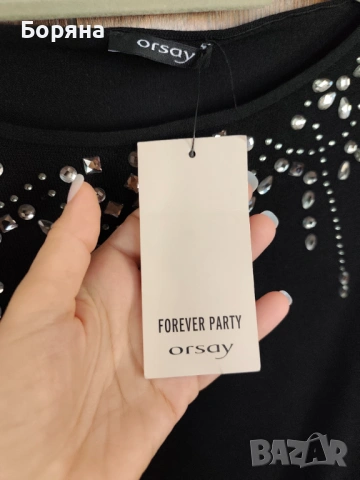 Боряна
orsay
FOREVER PARTY
orsay
BAZAR